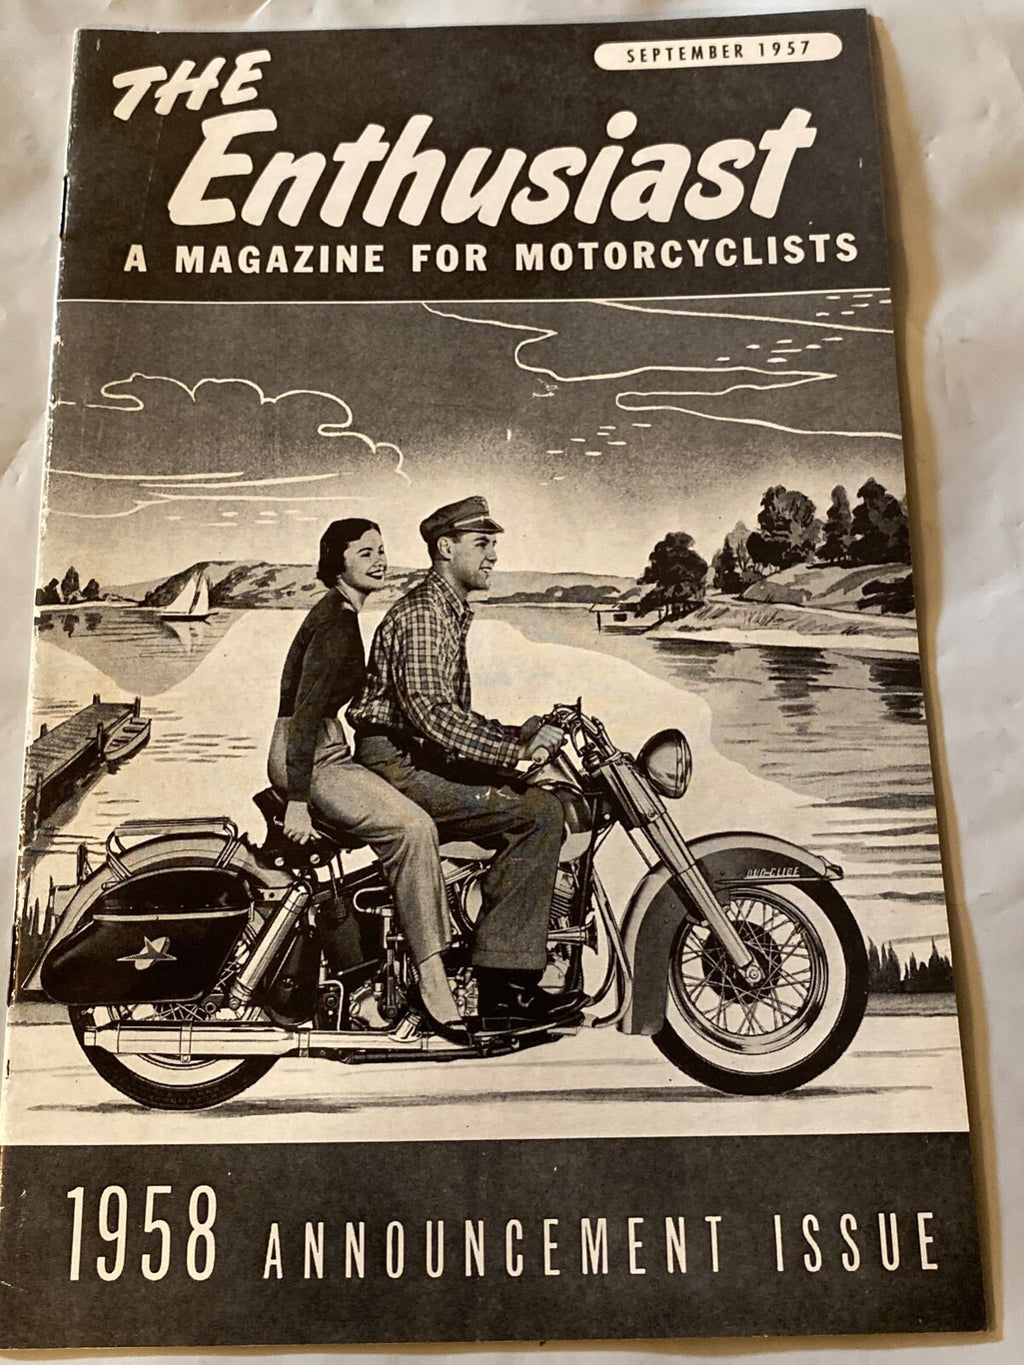 SEPTEMBER 1957
THE
Enthusiast
A MAGAZINE FOR MOTORCYCLISTS
DUO-GLIDE
1958 ANNOUNCEMENT ISSUE